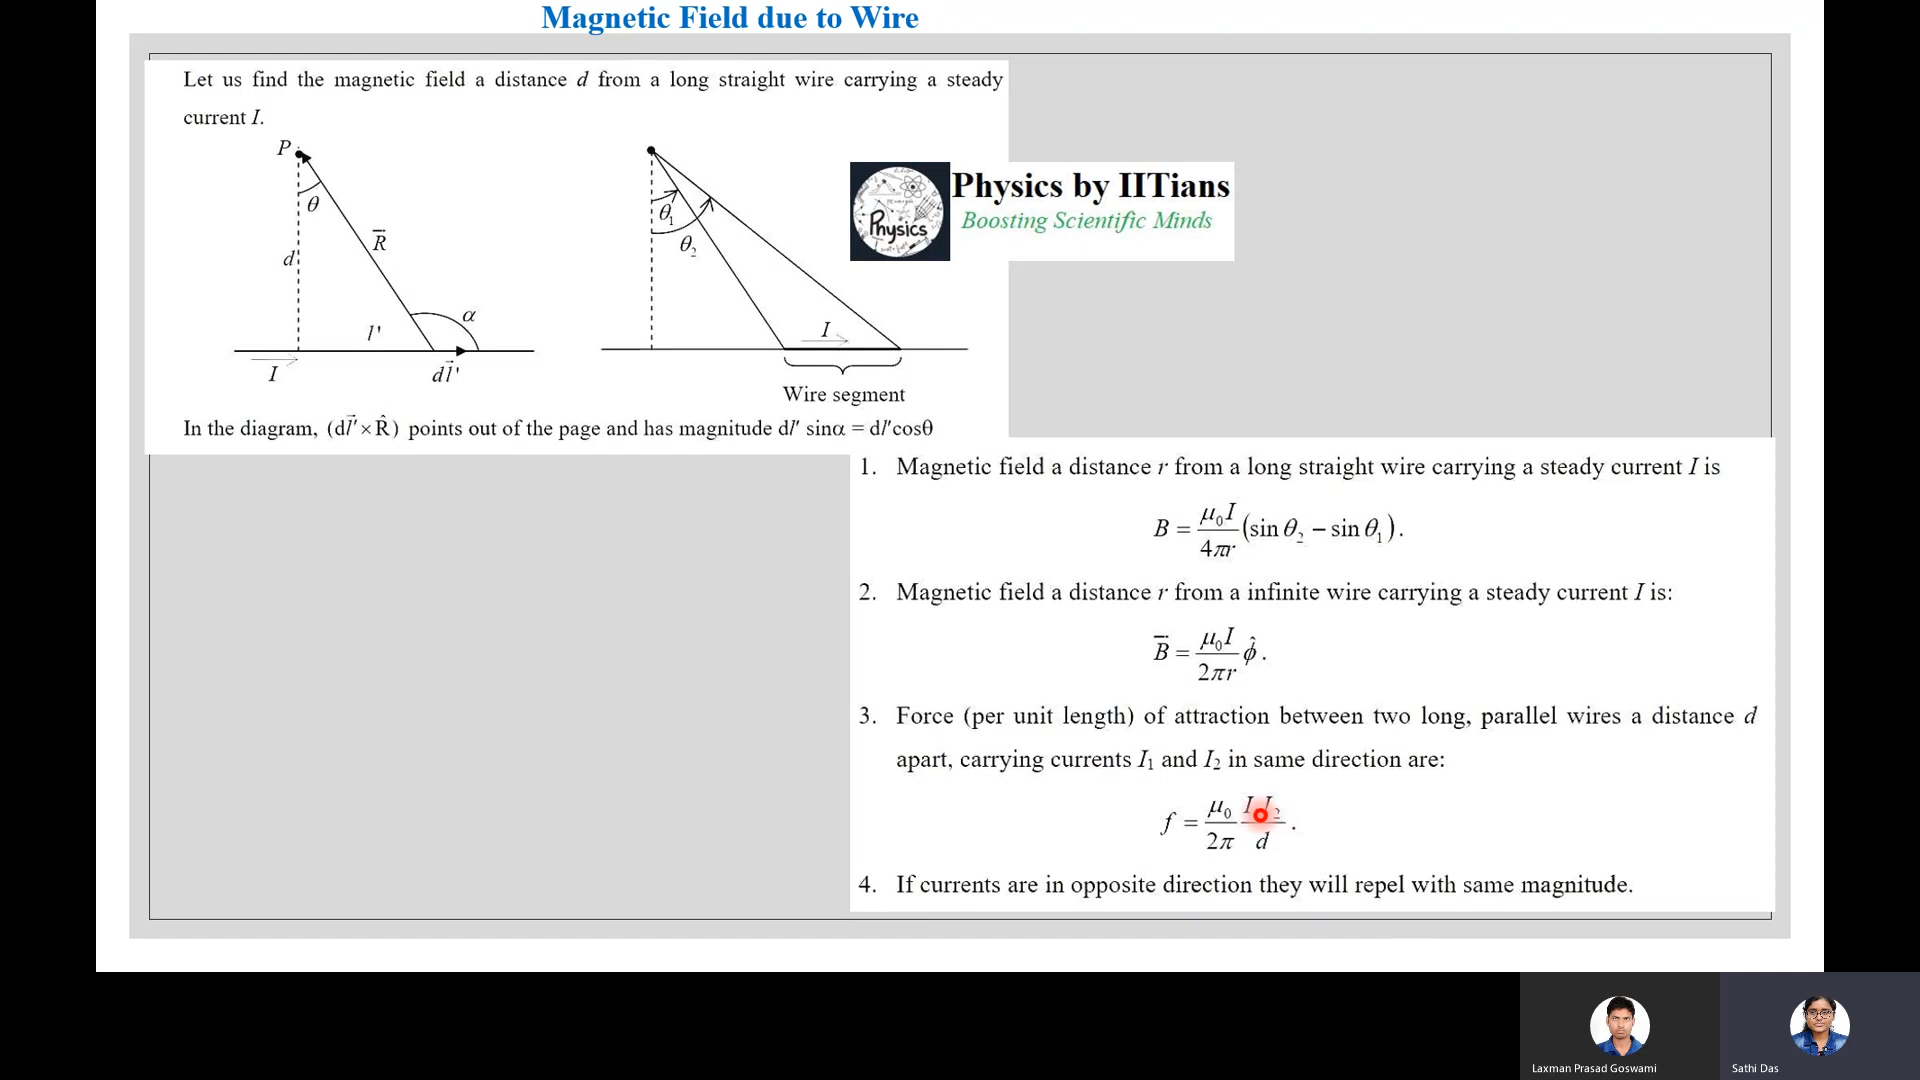 Magnetic Field due to Wire
Let us find the magnetic field a distance d from a long straight wire carrying a steady
current I.
P
θ
R̅
d
l'
α
I
dl⃗'
θ₁
θ₂
I
Wire segment
In the diagram, (dl⃗' × R̂) points out of the page and has magnitude dl' sinα = dl'cosθ
Physics
Physics by IITians
Boosting Scientific Minds
1. Magnetic field a distance r from a long straight wire carrying a steady current I is
B = μ₀I/4πr (sin θ₂ − sin θ₁).
2. Magnetic field a distance r from a infinite wire carrying a steady current I is:
B̅ = μ₀I/2πr ϕ̂.
3. Force (per unit length) of attraction between two long, parallel wires a distance d
apart, carrying currents I₁ and I₂ in same direction are:
f = μ₀/2π I I₂/d.
4. If currents are in opposite direction they will repel with same magnitude.
Laxman Prasad Goswami
Sathi Das